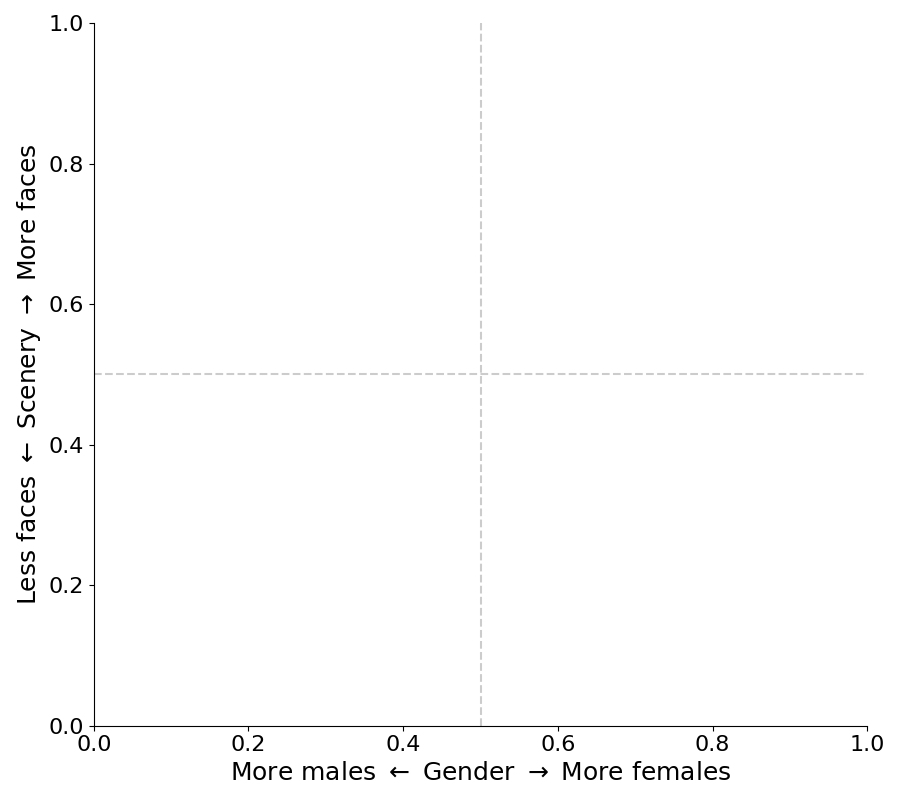 1.0
0.8
0.6
0.4
0.2
0.0
Less faces ← Scenery → More faces
0.0 0.2 0.4 0.6 0.8 1.0
More males ← Gender → More females